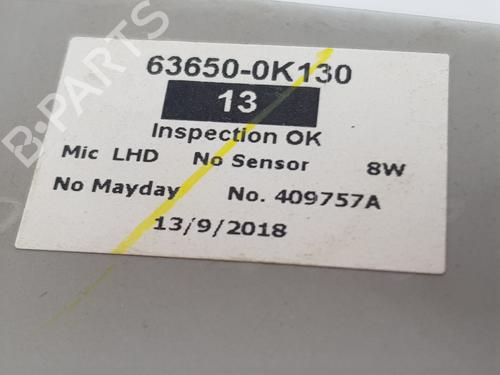 63650-0K130
13
Inspection OK
Mic LHD No Sensor 8W
No Mayday No. 409757A
13/9/2018
B-PARTS